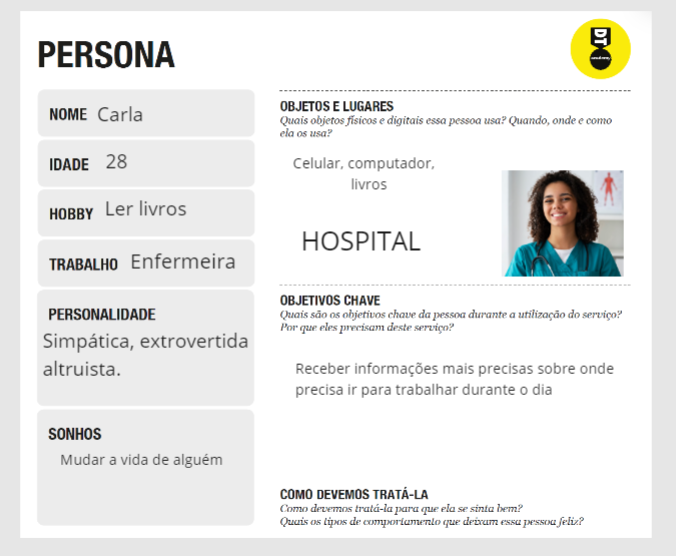 PERSONA
DT
academy
NOME Carla
IDADE 28
HOBBY Ler livros
TRABALHO Enfermeira
PERSONALIDADE
Simpática, extrovertida
altruista.
SONHOS
Mudar a vida de alguém
OBJETOS E LUGARES
Quais objetos físicos e digitais essa pessoa usa? Quando, onde e como
ela os usa?
Celular, computador,
livros
HOSPITAL
OBJETIVOS CHAVE
Quais são os objetivos chave da pessoa durante a utilização do serviço?
Por que eles precisam deste serviço?
Receber informações mais precisas sobre onde
precisa ir para trabalhar durante o dia
COMO DEVEMOS TRATÁ-LA
Como devemos tratá-la para que ela se sinta bem?
Quais os tipos de comportamento que deixam essa pessoa feliz?